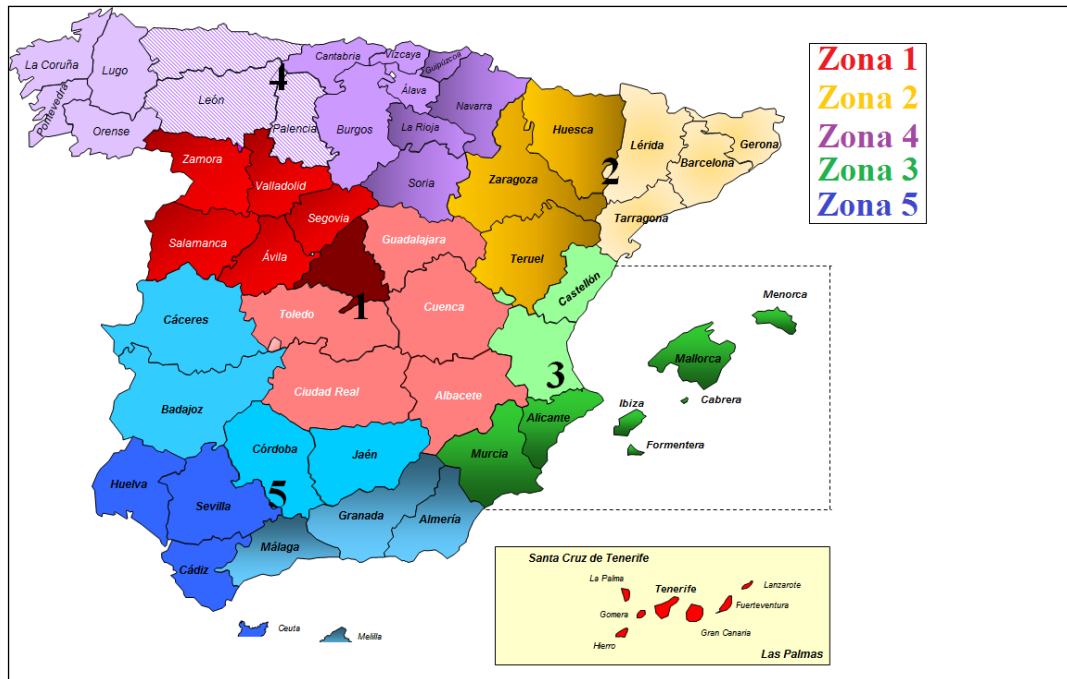 La Coruña
Lugo
Pontevedra
Orense
León
4
Palencia
Cantabria
Vizcaya
Guipúzcoa
Álava
Navarra
Burgos
La Rioja
Soria
Zamora
Valladolid
Segovia
Salamanca
Ávila
1
Huesca
Zaragoza
2
Teruel
Lérida
Barcelona
Gerona
Tarragona
Guadalajara
Toledo
Cuenca
Ciudad Real
Albacete
Castellón
3
Alicante
Murcia
Menorca
Mallorca
Cabrera
Ibiza
Formentera
Cáceres
Badajoz
Córdoba
Jaén
5
Huelva
Sevilla
Cádiz
Málaga
Granada
Almería
Ceuta
Melilla
Santa Cruz de Tenerife
La Palma
Tenerife
Lanzarote
Gomera
Fuerteventura
Hierro
Gran Canaria
Las Palmas
Zona 1
Zona 2
Zona 4
Zona 3
Zona 5